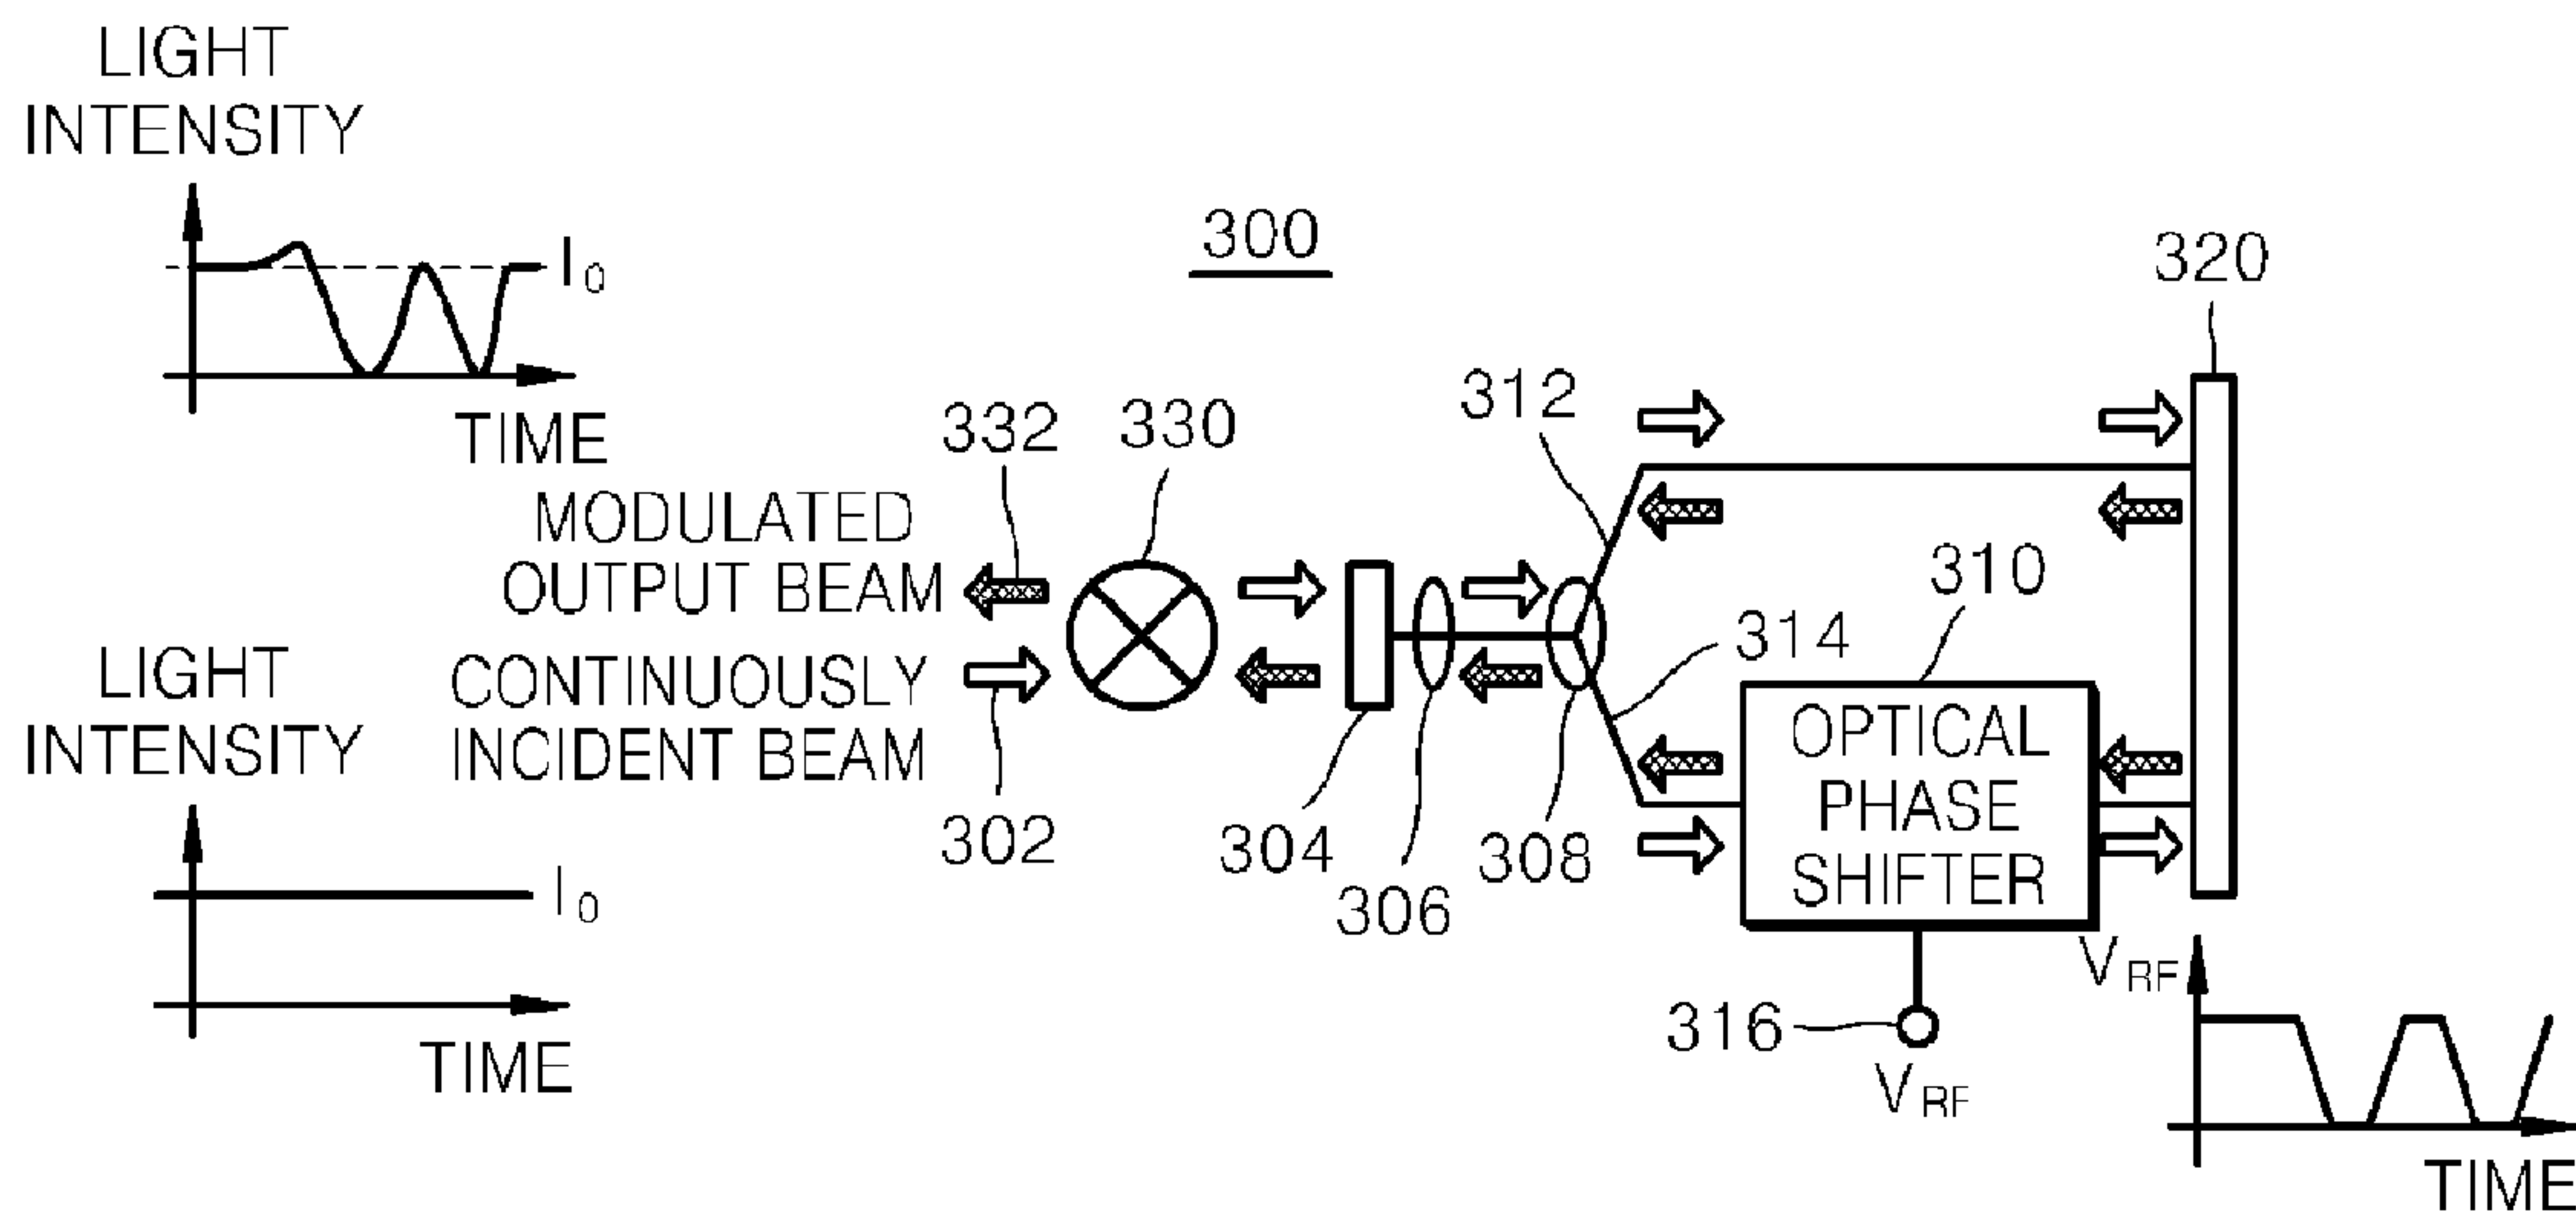 LIGHT
INTENSITY
I0
TIME
300
320
312
332
330
MODULATED
OUTPUT BEAM
310
314
LIGHT
INTENSITY
CONTINUOUSLY
INCIDENT BEAM
OPTICAL
PHASE
SHIFTER
302
304
306
308
I0
TIME
316
VRF
VRF
TIME